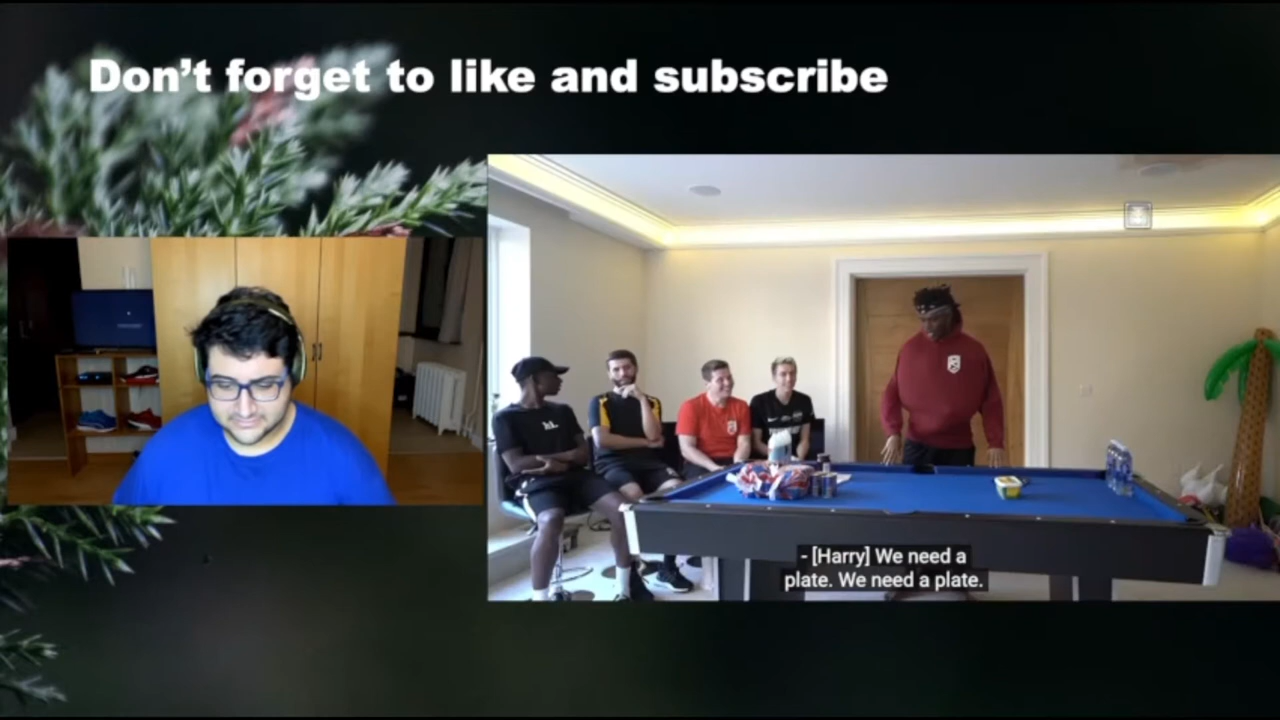 Don't forget to like and subscribe
- [Harry] We need a
plate. We need a plate.